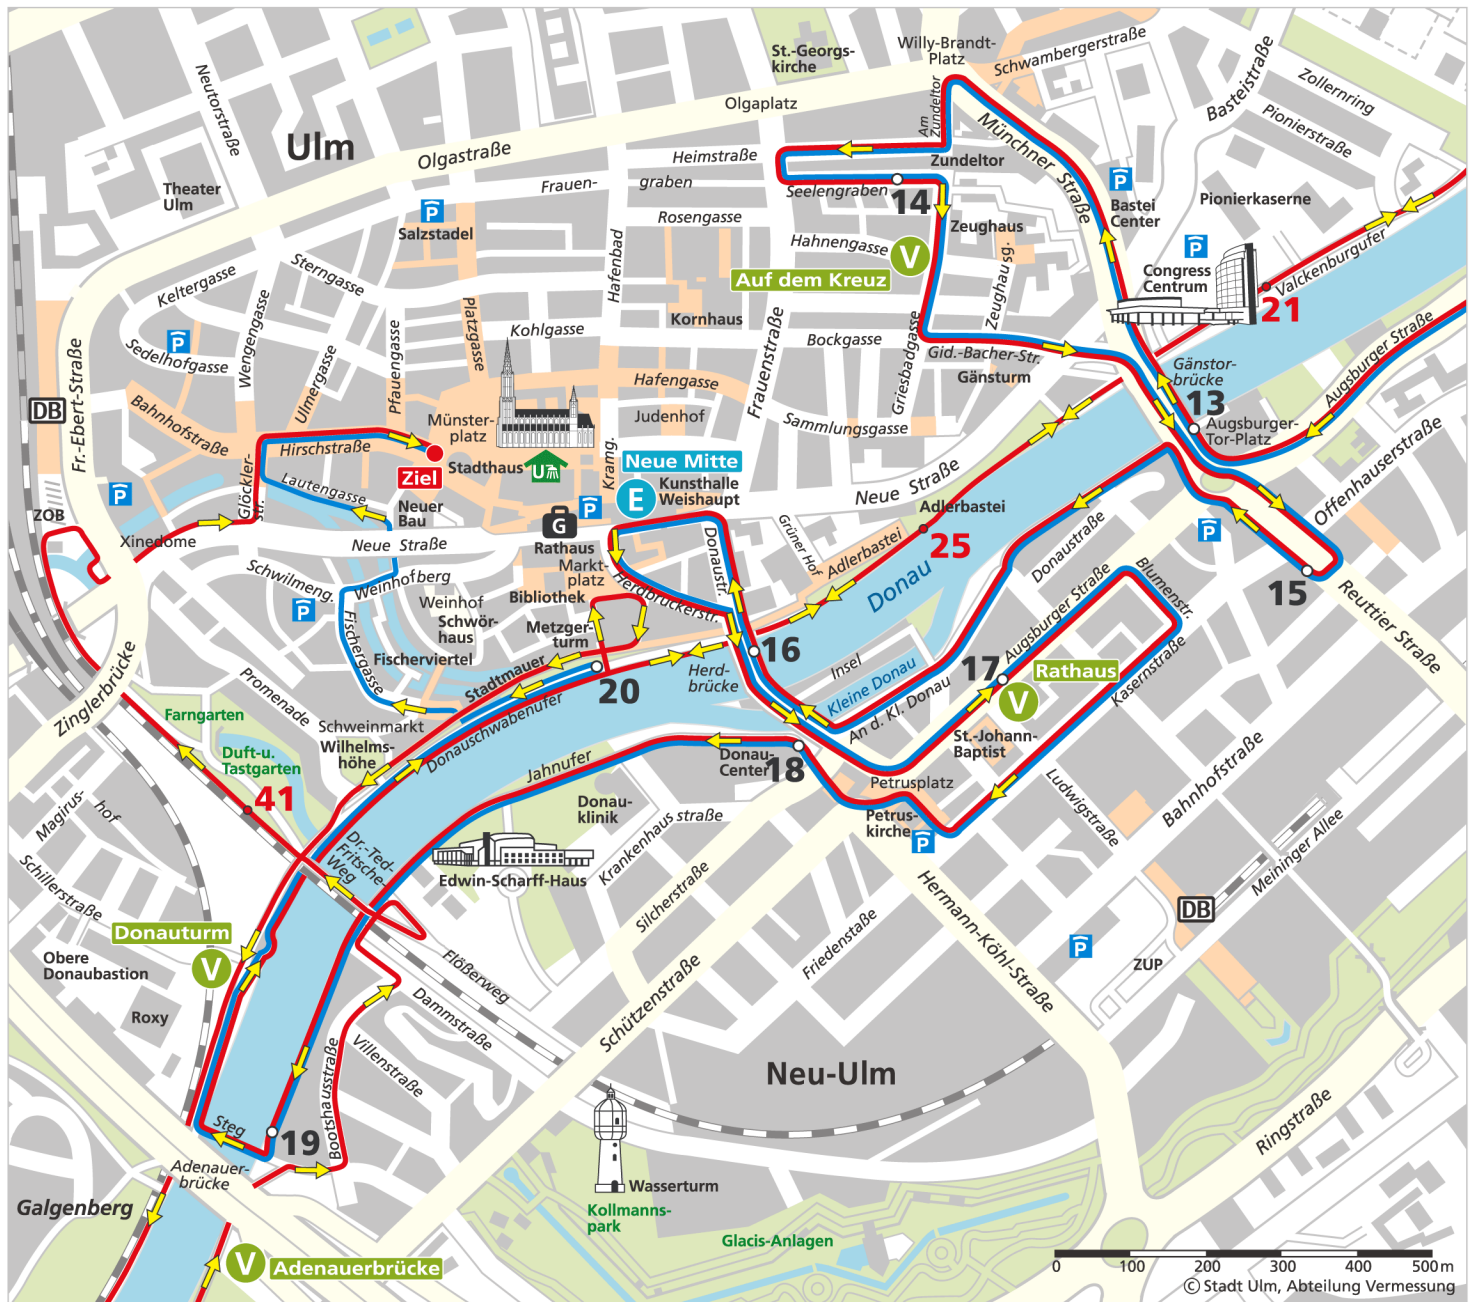 St.-Georgs-
kirche
Willy-Brandt-
Platz
Schwambergerstraße
Basteistraße
Zollernring
Pionierstraße
Neutorstraße
Ulm
Olgastraße
Olgaplatz
Am
Zundeltor
Münchner Straße
Heimstraße
Zundeltor
Theater
Ulm
Frauen-
graben
Seelengraben
14
P
Bastei
Center
Pionierkaserne
P
Salzstadel
Rosengasse
Zeughaus
Hahnengasse
V
Auf dem Kreuz
Zeughausg.
P
Congress
Centrum
Valckenburgufer
21
Keltergasse
Sterngasse
Hafenbad
Kornhaus
Platzgasse
Kohlgasse
Frauenstraße
Bockgasse
Griesbadgasse
Gid.-Bacher-Str.
Gänsturm
Gänstor-
brücke
13
Augsburger-
Tor-Platz
Augsburger Straße
P
Sedelhofgasse
Wengengasse
Ulmergasse
Pfauengasse
Fr.-Ebert-Straße
DB
Bahnhofstraße
Hafengasse
Judenhof
Sammlungsgasse
Münster-
platz
Hirschstraße
Stadthaus
U
Ziel
Kramg.
Neue Mitte
E
Kunsthalle
Weishaupt
Neue Straße
Offenhauserstraße
P
ZOB
Glöckler-
str.
Lautengasse
Neuer
Bau
P
G
Rathaus
Markt-
platz
Xinedome
Neue Straße
Donaustr.
Grüner Hof
Adlerbastei
Adlerbastei
25
Donau
Donaustraße
P
15
Reuttier Straße
Schwilmeng.
Weinhofberg
P
Fischergasse
Weinhof
Schwör-
haus
Bibliothek
Metzger-
turm
Herdbruckerstr.
Fischerviertel
Stadtmauer
20
16
Herd-
brücke
Insel
Kleine Donau
An d. Kl. Donau
17
Augsburger Straße
Blumenstr.
Rathaus
V
Kasernstraße
St.-Johann-
Baptist
Zinglerbrücke
Promenade
Farngarten
Schweinmarkt
Wilhelms-
höhe
Donauschwabenufer
Duft-u.
Tastgarten
41
Jahnufer
Donau-
Center
18
Petrusplatz
Petrus-
kirche
P
Ludwigstraße
Bahnhofstraße
Meininger Allee
Magirus-
hof
Schillerstraße
Dr.-Ted-
Fritsche-
Weg
Donau-
klinik
Krankenhausstraße
Edwin-Scharff-Haus
Silcherstraße
Hermann-Köhl-Straße
DB
Donauturm
V
Obere
Donaubastion
Roxy
Flößerweg
Dammstraße
Friedenstaße
Schützenstraße
P
ZUP
Villenstraße
Bootshausstraße
Neu-Ulm
Steg
19
Adenauer-
brücke
Galgenberg
Wasserturm
Kollmanns-
park
Glacis-Anlagen
Ringstraße
V
Adenauerbrücke
0 100 200 300 400 500 m
© Stadt Ulm, Abteilung Vermessung